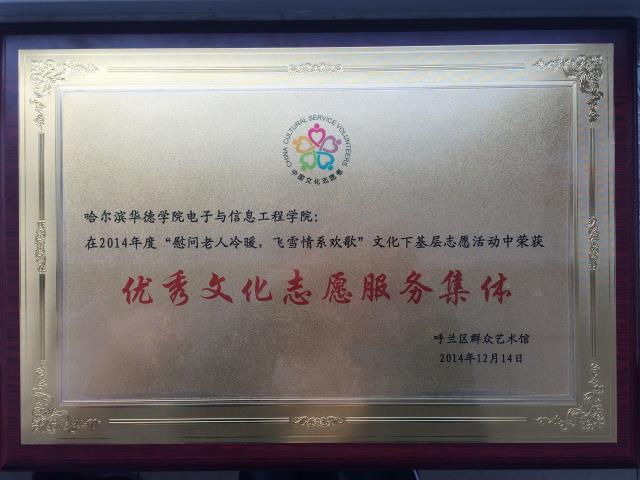 CHINA CULTURAL SERVICE VOLUNTEERS
中国文化志愿者
哈尔滨华德学院电子与信息工程学院：
在2014年度“慰问老人冷暖，飞雪情系欢歌”文化下基层志愿活动中荣获
优秀文化志愿服务集体
呼兰区群众艺术馆
2014年12月14日